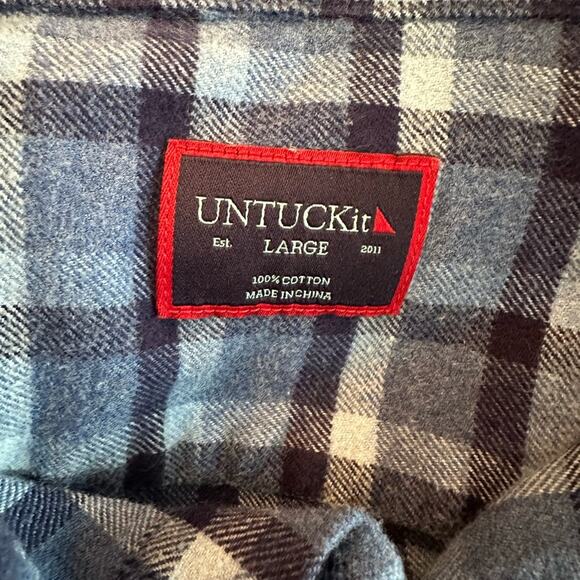 UNTUCKit
Est. LARGE 2011
100% COTTON
MADE IN CHINA